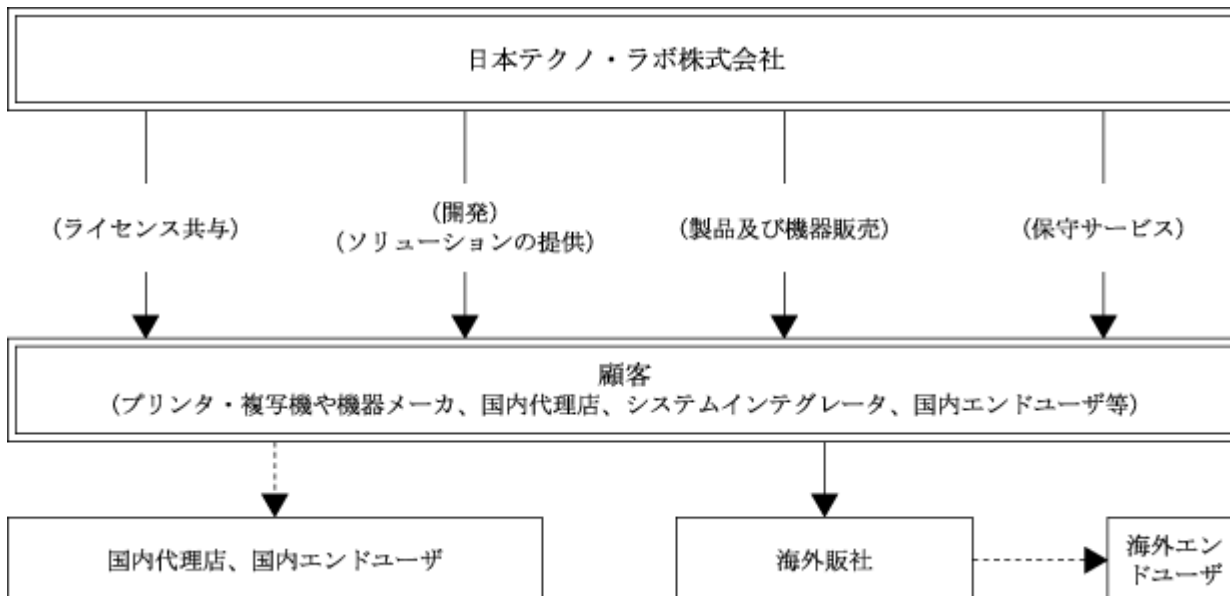 日本テクノ・ラボ株式会社
(ライセンス共与)
(開発)
(ソリューションの提供)
(製品及び機器販売)
(保守サービス)
顧客
(プリンタ・複写機や機器メーカ、国内代理店、システムインテグレータ、国内エンドユーザ等)
国内代理店、国内エンドユーザ
海外販社
海外エン
ドユーザ